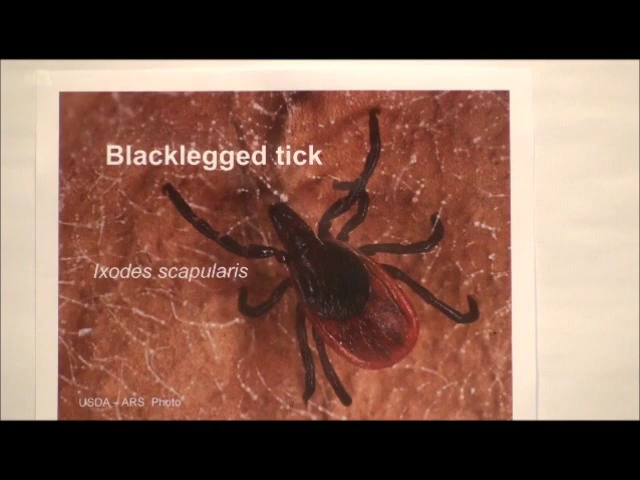 Blacklegged tick
Ixodes scapularis
USDA – ARS Photo